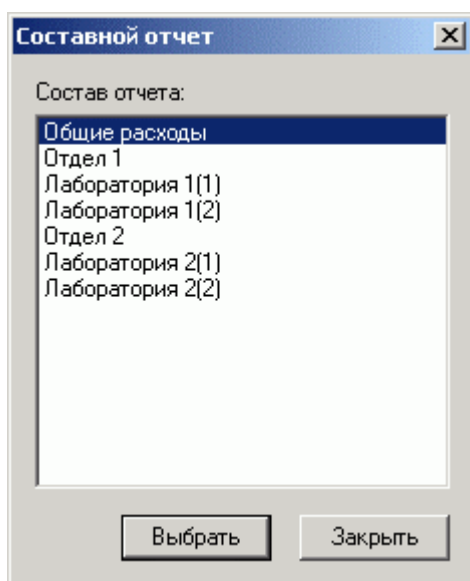 Составной отчет
Состав отчета:
Общие расходы
Отдел 1
Лаборатория 1(1)
Лаборатория 1(2)
Отдел 2
Лаборатория 2(1)
Лаборатория 2(2)
Выбрать Закрыть